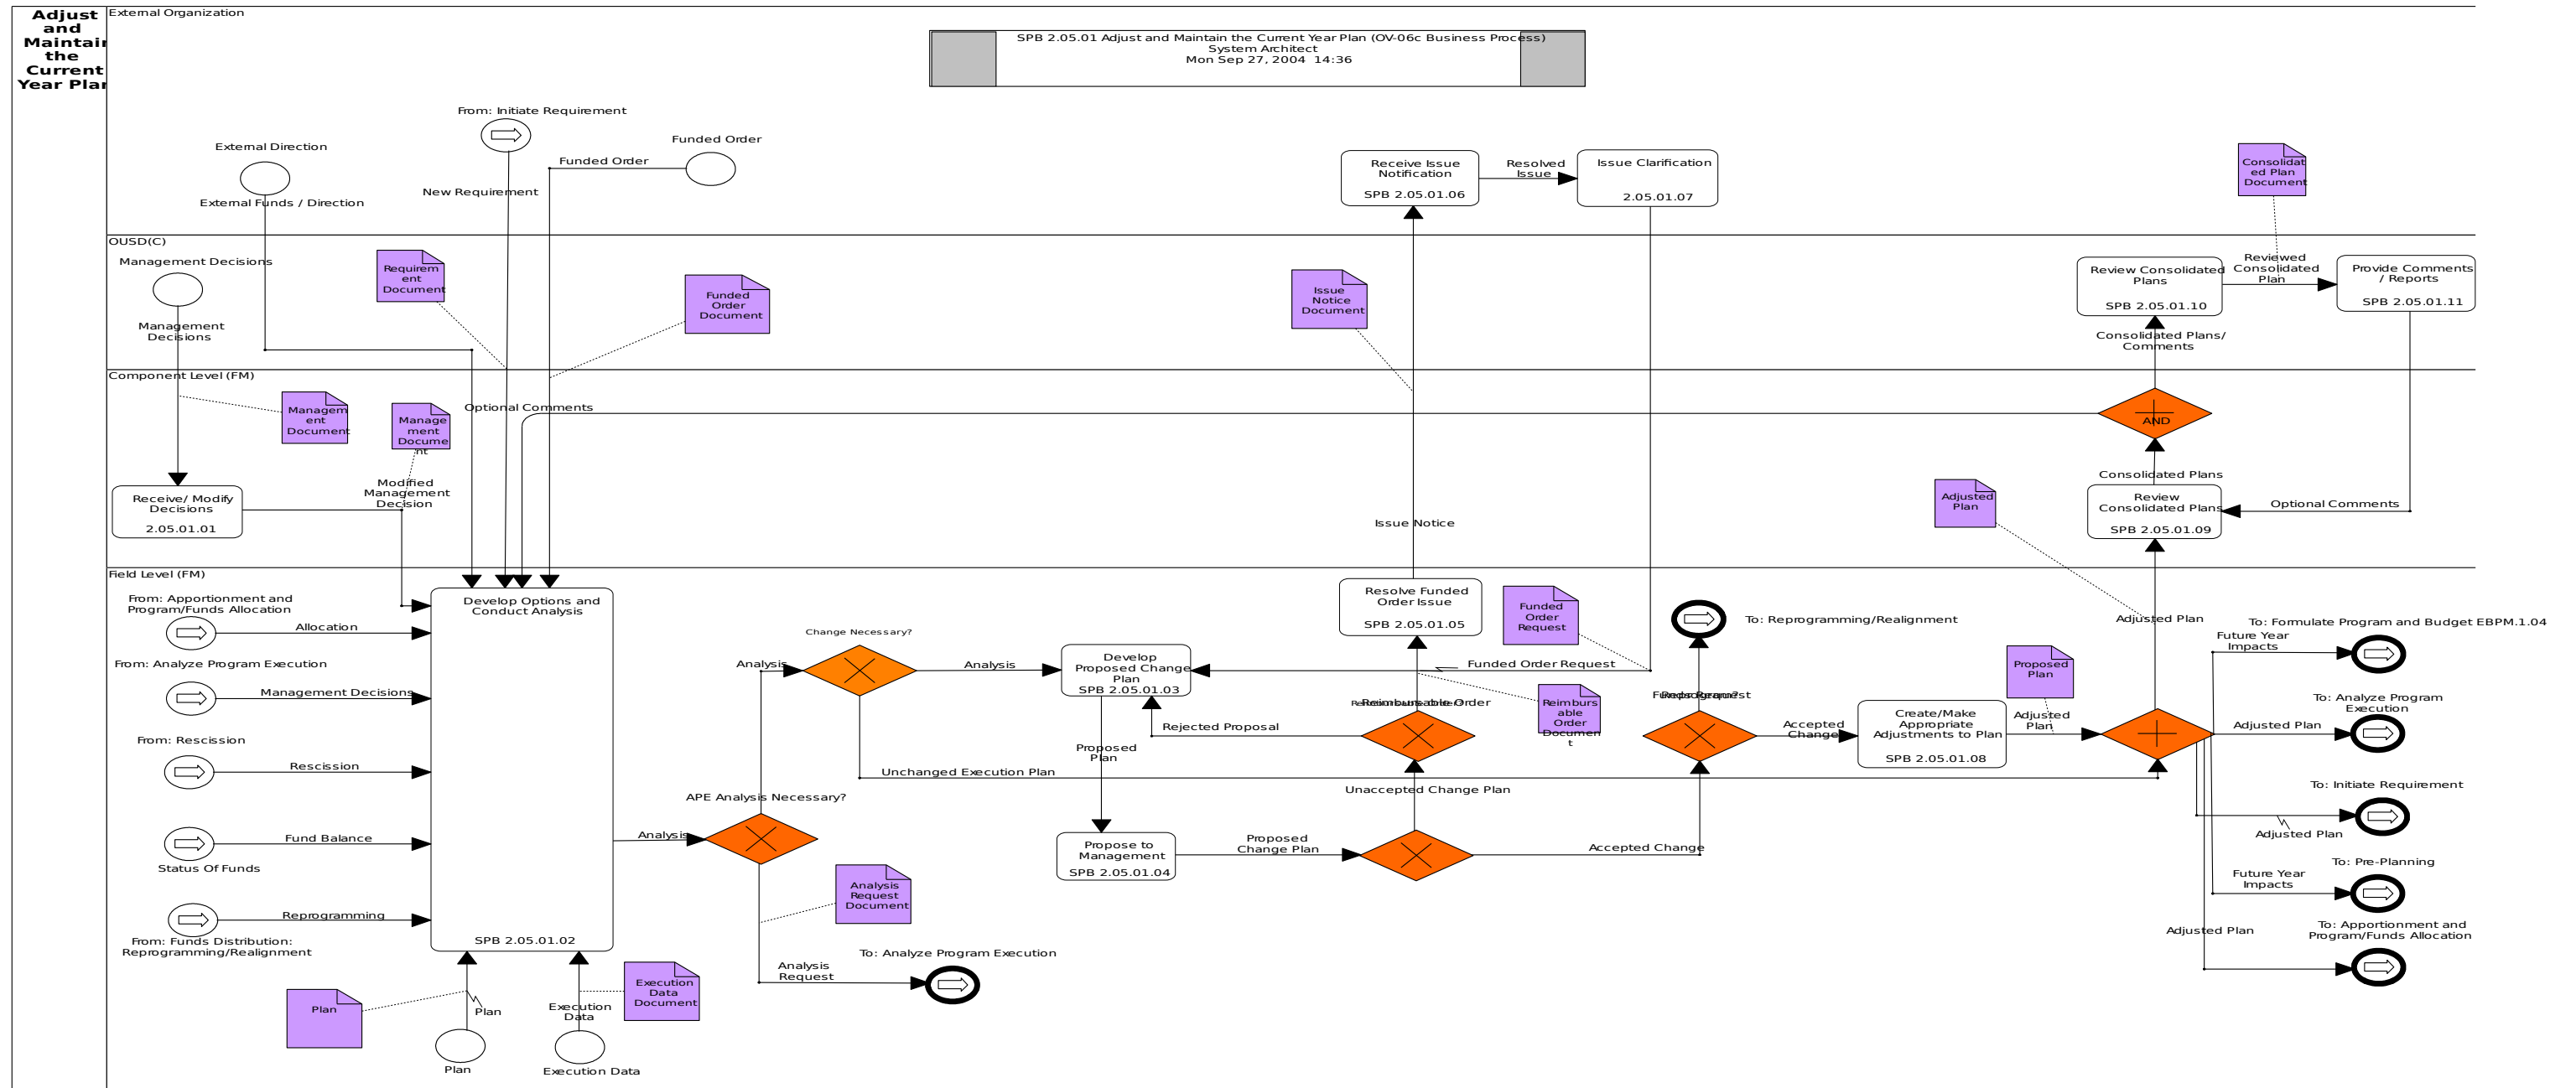 Adjust
and
Maintain
the
Current
Year Plan
External Organization
SPB 2.05.01 Adjust and Maintain the Current Year Plan (OV-06c Business Process)
System Architect
Mon Sep 27, 2004 14:36
From: Initiate Requirement
External Direction
Funded Order
Funded Order
New Requirement
External Funds / Direction
Receive Issue
Notification
SPB 2.05.01.06
Resolved
Issue
Issue Clarification
2.05.01.07
Consolidat
ed Plan
Document
OUSD(C)
Management Decisions
Management
Decisions
Requirem
ent
Document
Funded
Order
Document
Issue
Notice
Document
Review Consolidated
Plans
SPB 2.05.01.10
Reviewed
Consolidated
Plan
Provide Comments
/ Reports
SPB 2.05.01.11
Consolidated Plans/
Comments
Component Level (FM)
Managem
ent
Document
Manage
ment
Docume
nt
Optional Comments
AND
Modified
Management
Decision
Receive/ Modify
Decisions
2.05.01.01
Issue Notice
Adjusted
Plan
Consolidated Plans
Review
Consolidated Plans
SPB 2.05.01.09
Optional Comments
Field Level (FM)
From: Apportionment and
Program/Funds Allocation
Allocation
From: Analyze Program Execution
Management Decisions
From: Rescission
Rescission
Fund Balance
Status Of Funds
Reprogramming
From: Funds Distribution:
Reprogramming/Realignment
Develop Options and
Conduct Analysis
SPB 2.05.01.02
Plan
Plan
Plan
Execution
Data
Execution
Data
Document
Execution Data
Change Necessary?
Analysis
Analysis
APE Analysis Necessary?
Analysis
Analysis
Request
Document
Analysis
Request
To: Analyze Program Execution
Develop
Proposed Change
Plan
SPB 2.05.01.03
Rejected Proposal
Proposed
Plan
Unchanged Execution Plan
Propose to
Management
SPB 2.05.01.04
Proposed
Change Plan
Unaccepted Change Plan
Accepted Change
Resolve Funded
Order Issue
SPB 2.05.01.05
Funded
Order
Request
Funded Order Request
Reimbursable Order
Reimburs
able
Order
Documen
t
To: Reprogramming/Realignment
Accepted
Change
Create/Make
Appropriate
Adjustments to Plan
SPB 2.05.01.08
Proposed
Plan
Adjusted
Plan
Adjusted Plan
To: Formulate Program and Budget EBPM.1.04
Future Year
Impacts
To: Analyze Program
Execution
Adjusted Plan
To: Initiate Requirement
Adjusted Plan
To: Pre-Planning
Future Year
Impacts
To: Apportionment and
Program/Funds Allocation
Adjusted Plan